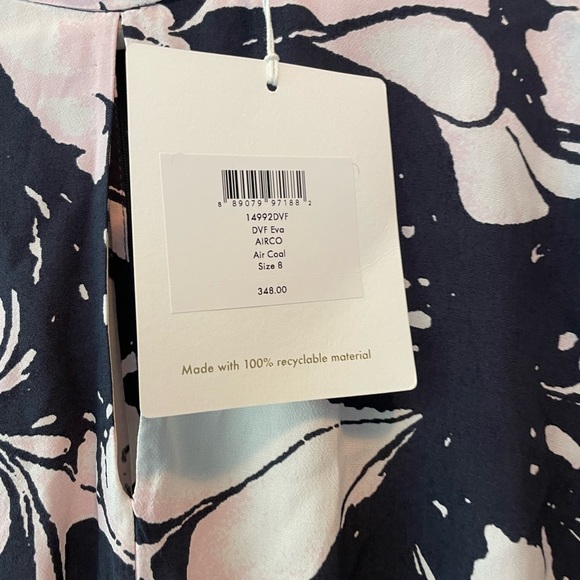 8 89079 97188 2
14992DVF
DVF Eva
AIRCO
Air Coal
Size 8
348.00
Made with 100% recyclable material